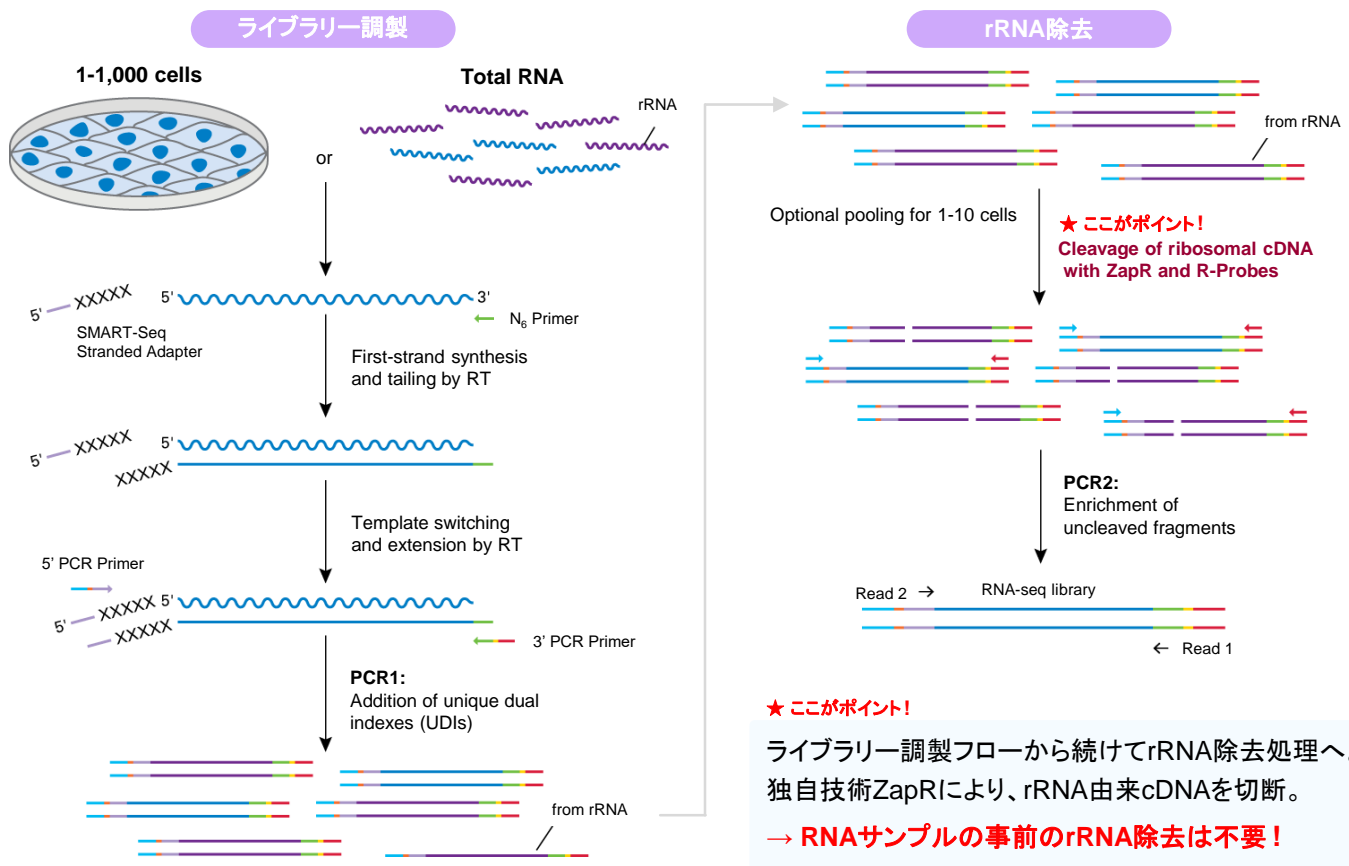 ライブラリー調製
1-1,000 cells
Total RNA
rRNA
or
5' XXXXX
5'
3'
N6 Primer
SMART-Seq
Stranded Adapter
First-strand synthesis
and tailing by RT
5' XXXXX
5'
XXXXX
Template switching
and extension by RT
5' PCR Primer
5' XXXXX
5'
XXXXX
3' PCR Primer
PCR1:
Addition of unique dual
indexes (UDIs)
from rRNA
rRNA除去
from rRNA
Optional pooling for 1-10 cells
★ ここがポイント!
Cleavage of ribosomal cDNA
with ZapR and R-Probes
PCR2:
Enrichment of
uncleaved fragments
Read 2 →
RNA-seq library
← Read 1
★ ここがポイント!
ライブラリー調製フローから続けてrRNA除去処理へ。
独自技術ZapRにより、rRNA由来cDNAを切断。
→ RNAサンプルの事前のrRNA除去は不要!